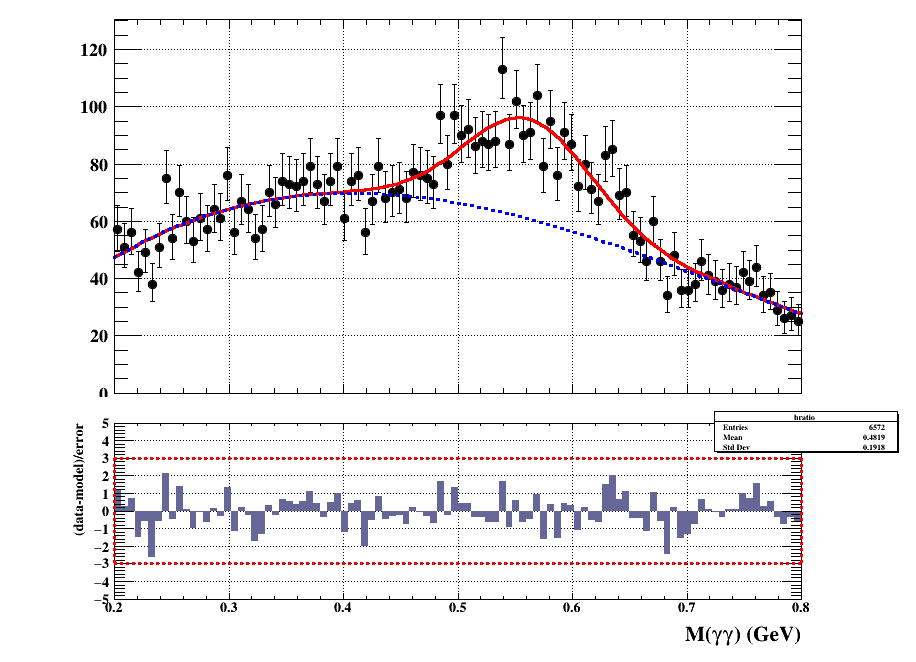 120
100
80
60
40
20
0
hratio
Entries 6572
Mean 0.4819
Std Dev 0.1918
(data-model)/error
5
4
3
2
1
0
−1
−2
−3
−4
−5
0.2 0.3 0.4 0.5 0.6 0.7 0.8
M(γγ) (GeV)